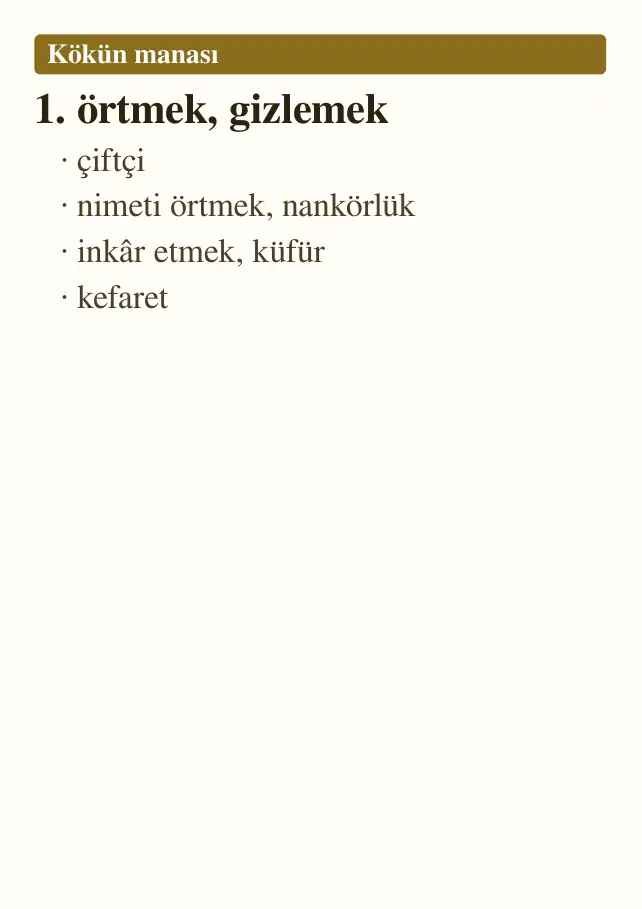 Kökün manası
1. örtmek, gizlemek
· çiftçi
· nimeti örtmek, nankörlük
· inkâr etmek, küfür
· kefaret